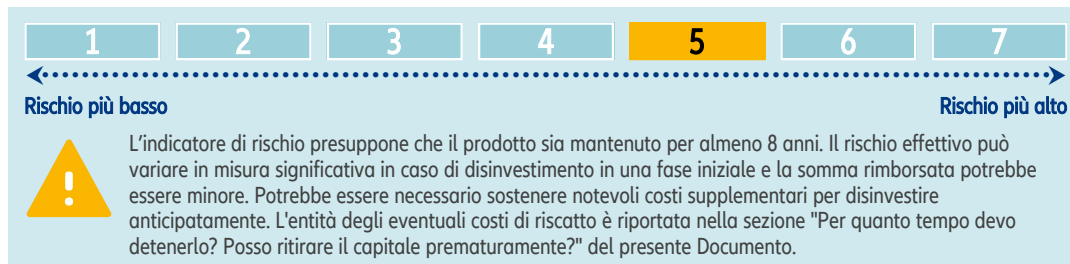 1 2 3 4 5 6 7
Rischio più basso Rischio più alto
L'indicatore di rischio presuppone che il prodotto sia mantenuto per almeno 8 anni. Il rischio effettivo può
variare in misura significativa in caso di disinvestimento in una fase iniziale e la somma rimborsata potrebbe
essere minore. Potrebbe essere necessario sostenere notevoli costi supplementari per disinvestire
anticipatamente. L'entità degli eventuali costi di riscatto è riportata nella sezione "Per quanto tempo devo
detenerlo? Posso ritirare il capitale prematuramente?" del presente Documento.